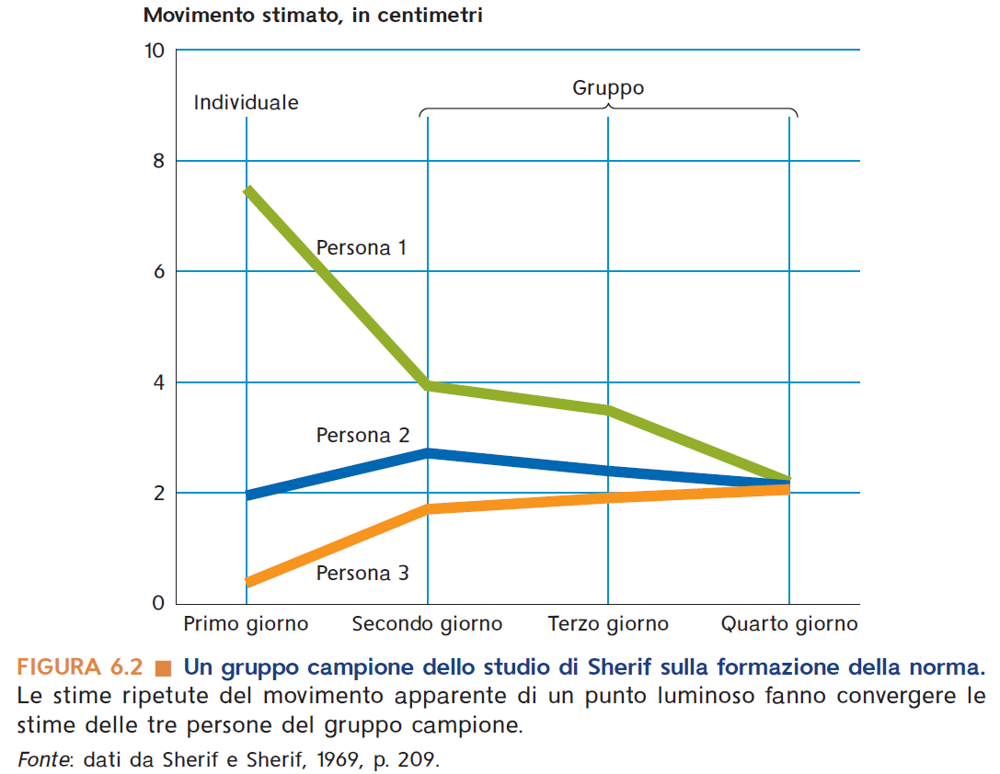 Movimento stimato, in centimetri
10
Individuale
Gruppo
8
Persona 1
6
4
Persona 2
2
Persona 3
0
Primo giorno Secondo giorno Terzo giorno Quarto giorno
FIGURA 6.2 ■ Un gruppo campione dello studio di Sherif sulla formazione della norma.
Le stime ripetute del movimento apparente di un punto luminoso fanno convergere le
stime delle tre persone del gruppo campione.
Fonte: dati da Sherif e Sherif, 1969, p. 209.